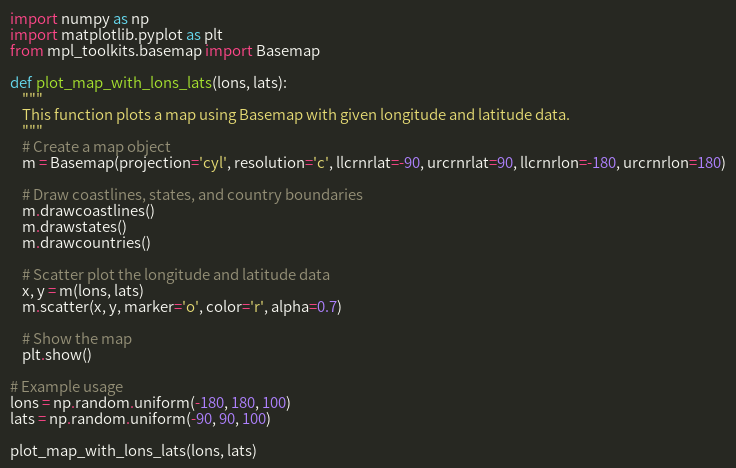 import numpy as np
import matplotlib.pyplot as plt
from mpl_toolkits.basemap import Basemap

def plot_map_with_lons_lats(lons, lats):
    """
    This function plots a map using Basemap with given longitude and latitude data.
    """
    # Create a map object
    m = Basemap(projection='cyl', resolution='c', llcrnrlat=-90, urcrnrlat=90, llcrnrlon=-180, urcrnrlon=180)

    # Draw coastlines, states, and country boundaries
    m.drawcoastlines()
    m.drawstates()
    m.drawcountries()

    # Scatter plot the longitude and latitude data
    x, y = m(lons, lats)
    m.scatter(x, y, marker='o', color='r', alpha=0.7)

    # Show the map
    plt.show()

# Example usage
lons = np.random.uniform(-180, 180, 100)
lats = np.random.uniform(-90, 90, 100)

plot_map_with_lons_lats(lons, lats)